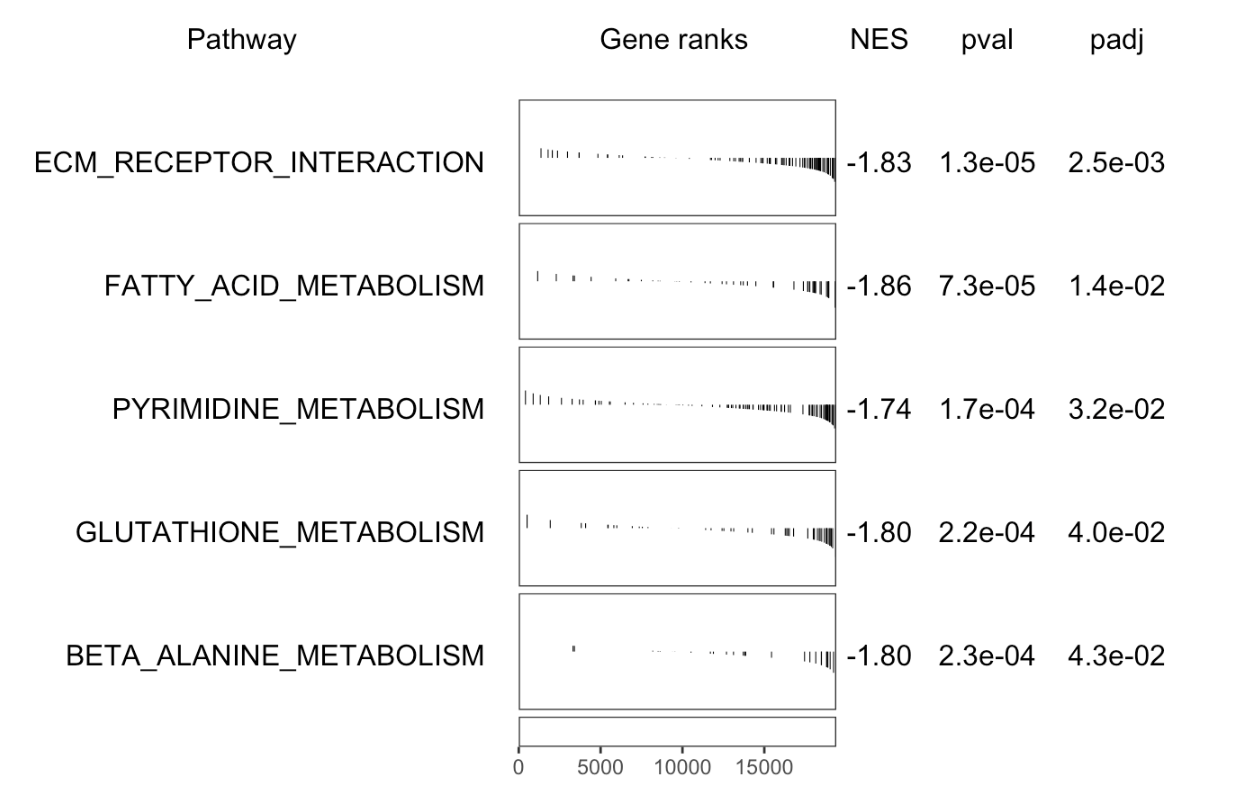 Pathway Gene ranks NES pval padj
ECM_RECEPTOR_INTERACTION -1.83 1.3e-05 2.5e-03
FATTY_ACID_METABOLISM -1.86 7.3e-05 1.4e-02
PYRIMIDINE_METABOLISM -1.74 1.7e-04 3.2e-02
GLUTATHIONE_METABOLISM -1.80 2.2e-04 4.0e-02
BETA_ALANINE_METABOLISM -1.80 2.3e-04 4.3e-02
0 5000 10000 15000